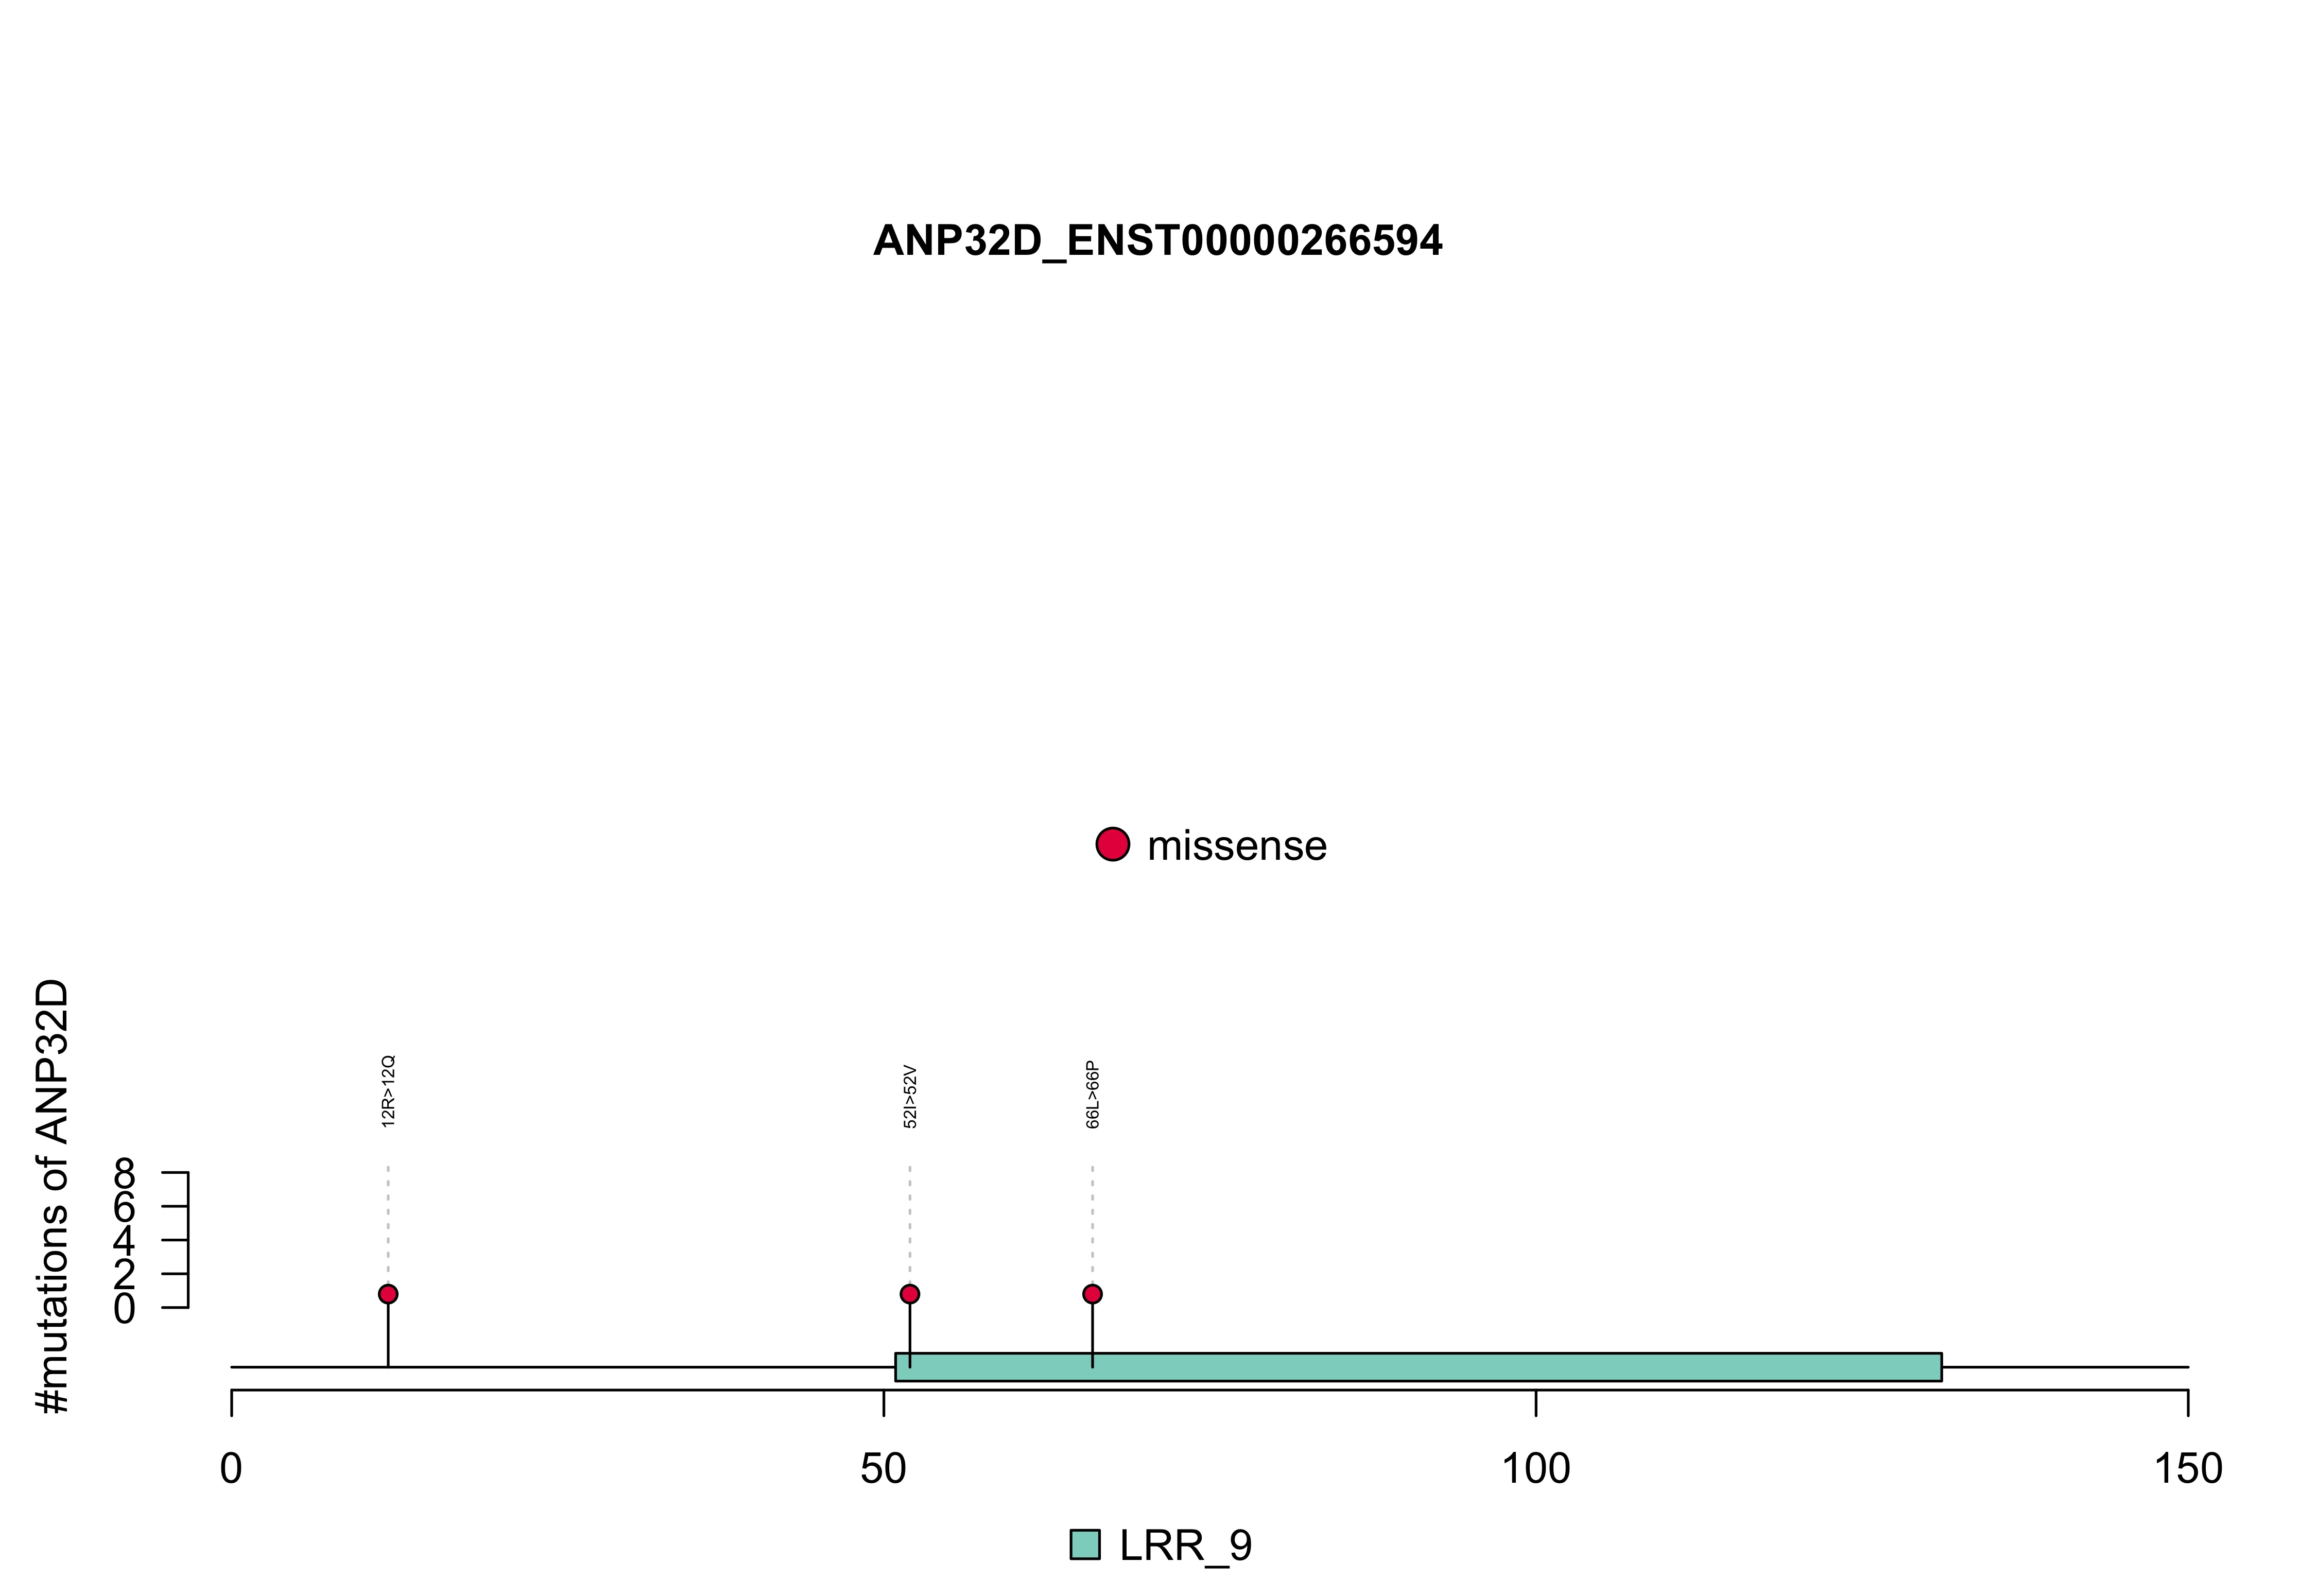 ANP32D_ENST00000266594
missense
#mutations of ANP32D
12R>12Q
52I>52V
66L>66P
8
6
4
2
0
0
50
100
150
LRR_9